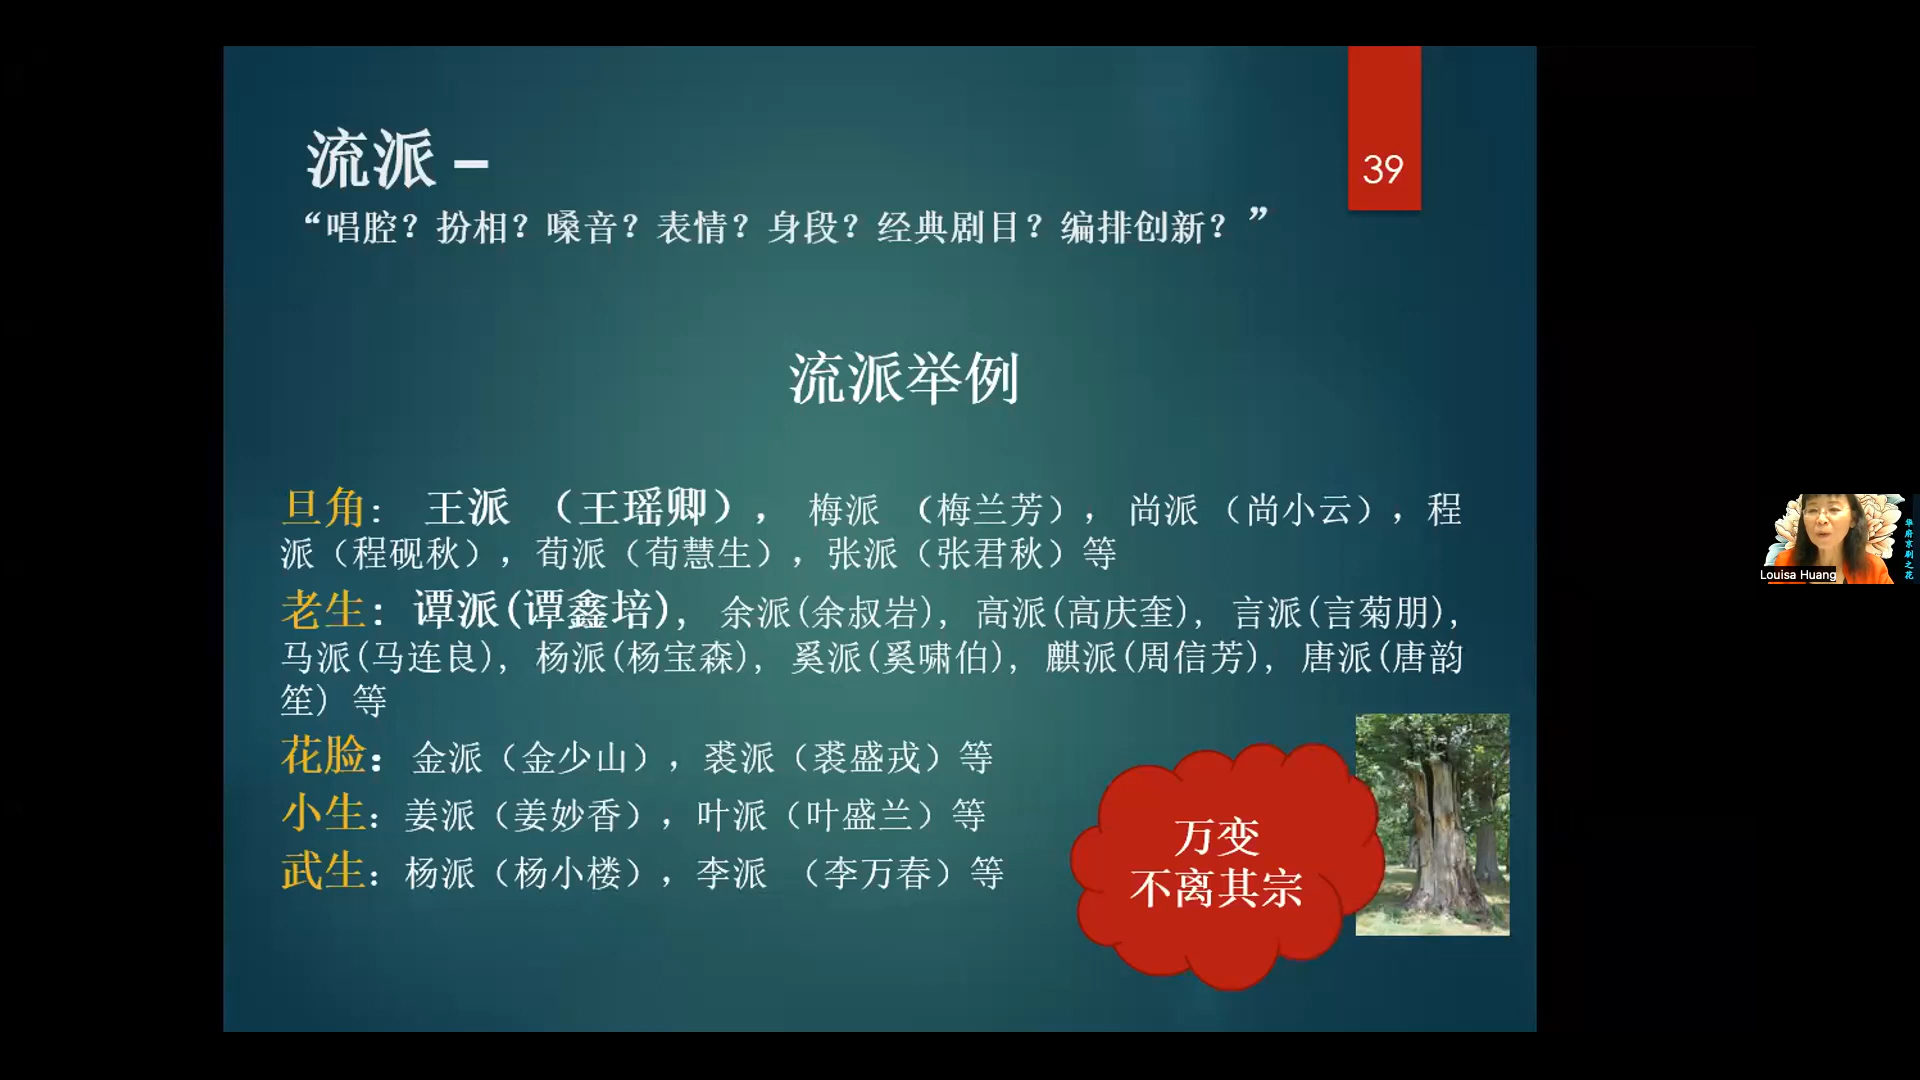 流派 –
39
“唱腔？扮相？嗓音？表情？身段？经典剧目？编排创新？”
流派举例
旦角： 王派 （王瑶卿）， 梅派 （梅兰芳）， 尚派 （尚小云），程
派（程砚秋），荀派（荀慧生），张派（张君秋）等
老生：谭派(谭鑫培)，余派(余叔岩)，高派(高庆奎)，言派(言菊朋)，
马派(马连良)，杨派(杨宝森)，奚派(奚啸伯)，麒派(周信芳)，唐派(唐韵
笙）等
花脸：金派（金少山），裘派（裘盛戎）等
小生：姜派（姜妙香），叶派（叶盛兰）等
武生：杨派（杨小楼），李派 （李万春）等
万变
不离其宗
华府京剧之花
Louisa Huang